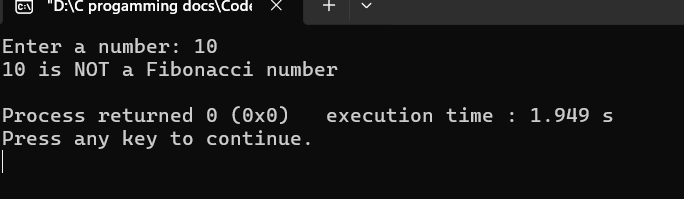 "D:\C progamming docs\Code
Enter a number: 10
10 is NOT a Fibonacci number
Process returned 0 (0x0)   execution time : 1.949 s
Press any key to continue.